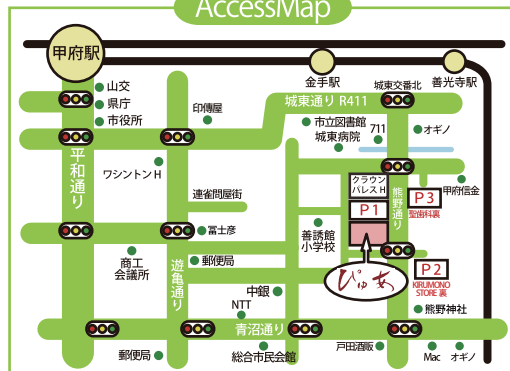 AccessMap
甲府駅
金手駅
善光寺駅
山交
県庁
市役所
印傳屋
城東通り R411
城東交番北
市立図書館
城東病院
711
オギノ
平和通り
ワシントンH
クラウン
パレスH
熊野通り
甲府信金
P3
聖歯科裏
P1
連雀問屋街
冨士彦
善誘館
小学校
商工
会議所
遊亀通り
郵便局
ぴゅあ
P2
KIRUMONO
STORE 裏
中銀
NTT
熊野神社
青沼通り
郵便局
総合市民会館
戸田酒販
Mac
オギノ